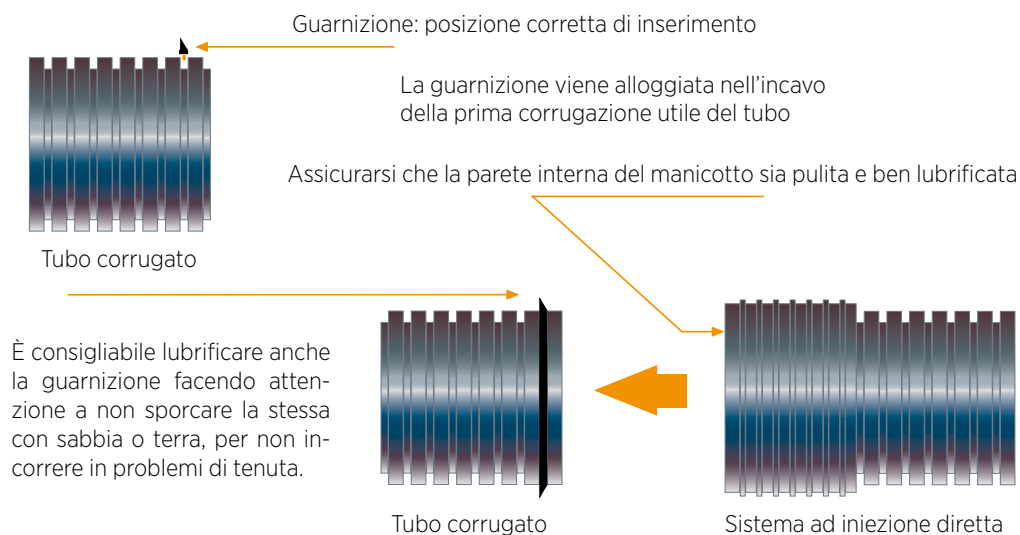 Guarnizione: posizione corretta di inserimento
La guarnizione viene alloggiata nell’incavo
della prima corrugazione utile del tubo
Assicurarsi che la parete interna del manicotto sia pulita e ben lubrificata
Tubo corrugato
È consigliabile lubrificare anche
la guarnizione facendo atten-
zione a non sporcare la stessa
con sabbia o terra, per non in-
correre in problemi di tenuta.
Tubo corrugato
Sistema ad iniezione diretta